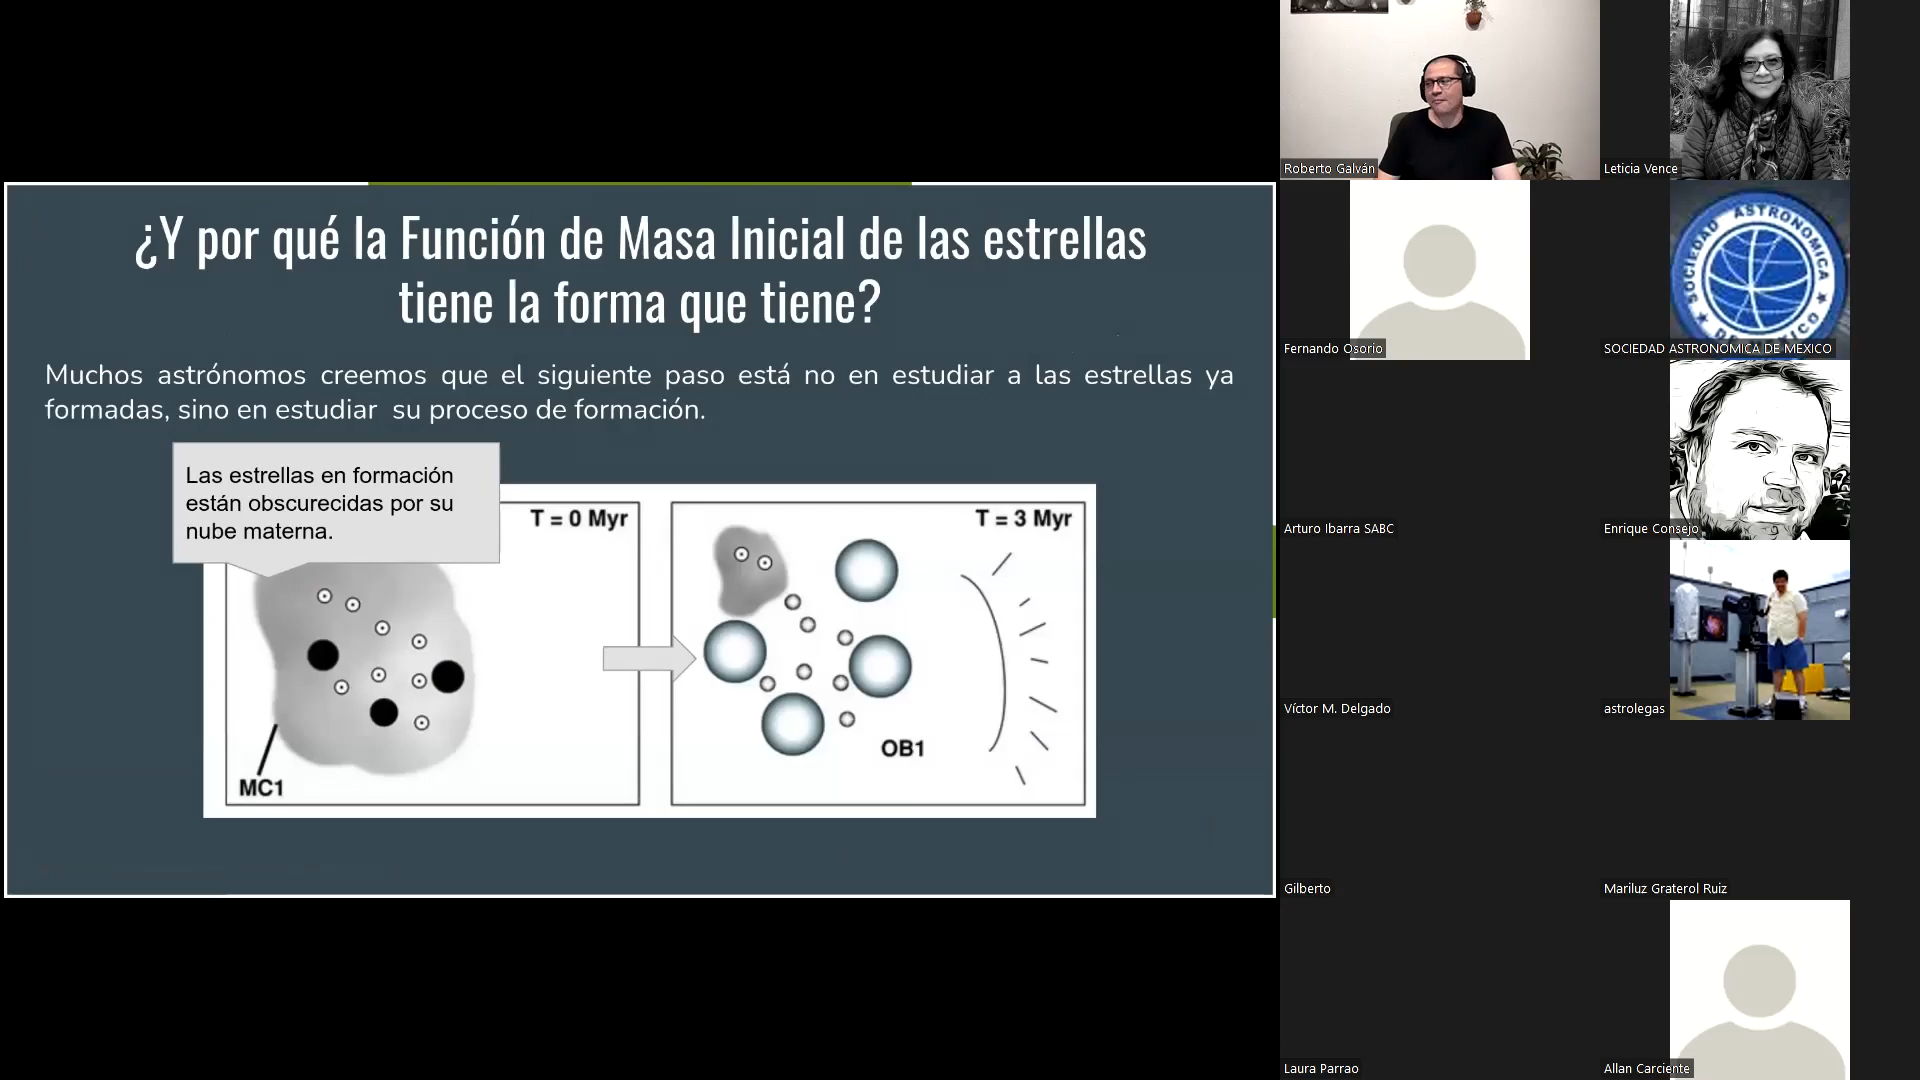 ¿Y por qué la Función de Masa Inicial de las estrellas
tiene la forma que tiene?
Muchos astrónomos creemos que el siguiente paso está no en estudiar a las estrellas ya
formadas, sino en estudiar su proceso de formación.
Las estrellas en formación
están obscurecidas por su
nube materna.
T = 0 Myr
MC1
T = 3 Myr
OB1
Roberto Galván
Leticia Vence
Fernando Osorio
SOCIEDAD ASTRONOMICA
SOCIEDAD ASTRONOMICA DE MEXICO
Arturo Ibarra SABC
Enrique Consejo
Víctor M. Delgado
astrolegas
Gilberto
Mariluz Graterol Ruiz
Laura Parrao
Allan Carciente